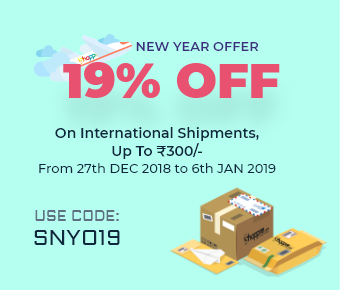 NEW YEAR OFFER
19% OFF
On International Shipments,
Up To ₹300/-
From 27th DEC 2018 to 6th JAN 2019
USE CODE:
SNY019